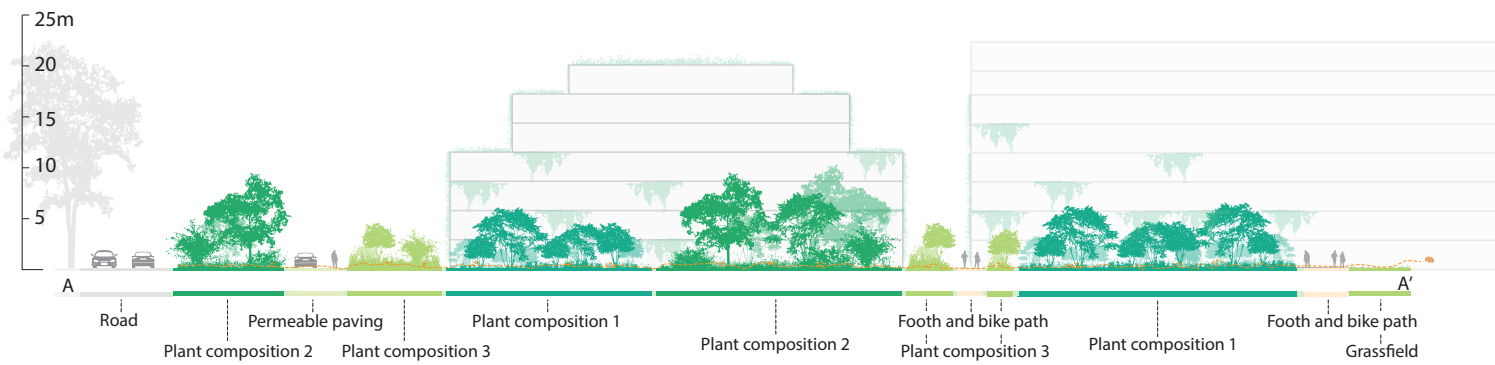 25m
20
15
10
5
A
A'
Road
Permeable paving
Plant composition 1
Footh and bike path
Footh and bike path
Plant composition 2
Plant composition 3
Plant composition 2
Plant composition 3
Plant composition 1
Grassfield